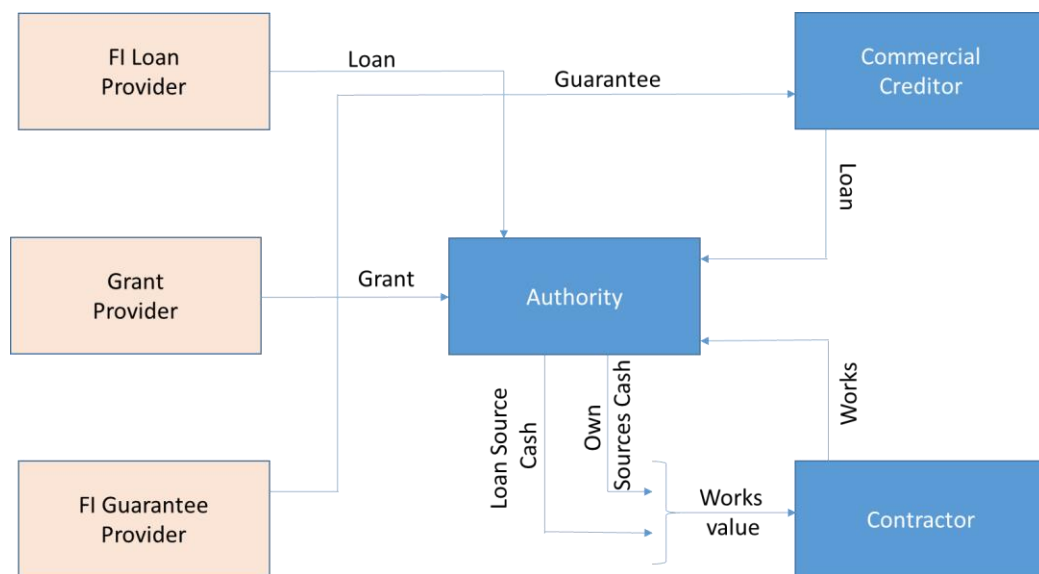 FI Loan
Provider
Loan
Guarantee
Commercial
Creditor
Loan
Grant
Provider
Grant
Authority
Loan Source
Cash
Own
Sources Cash
Works
FI Guarantee
Provider
Works
value
Contractor